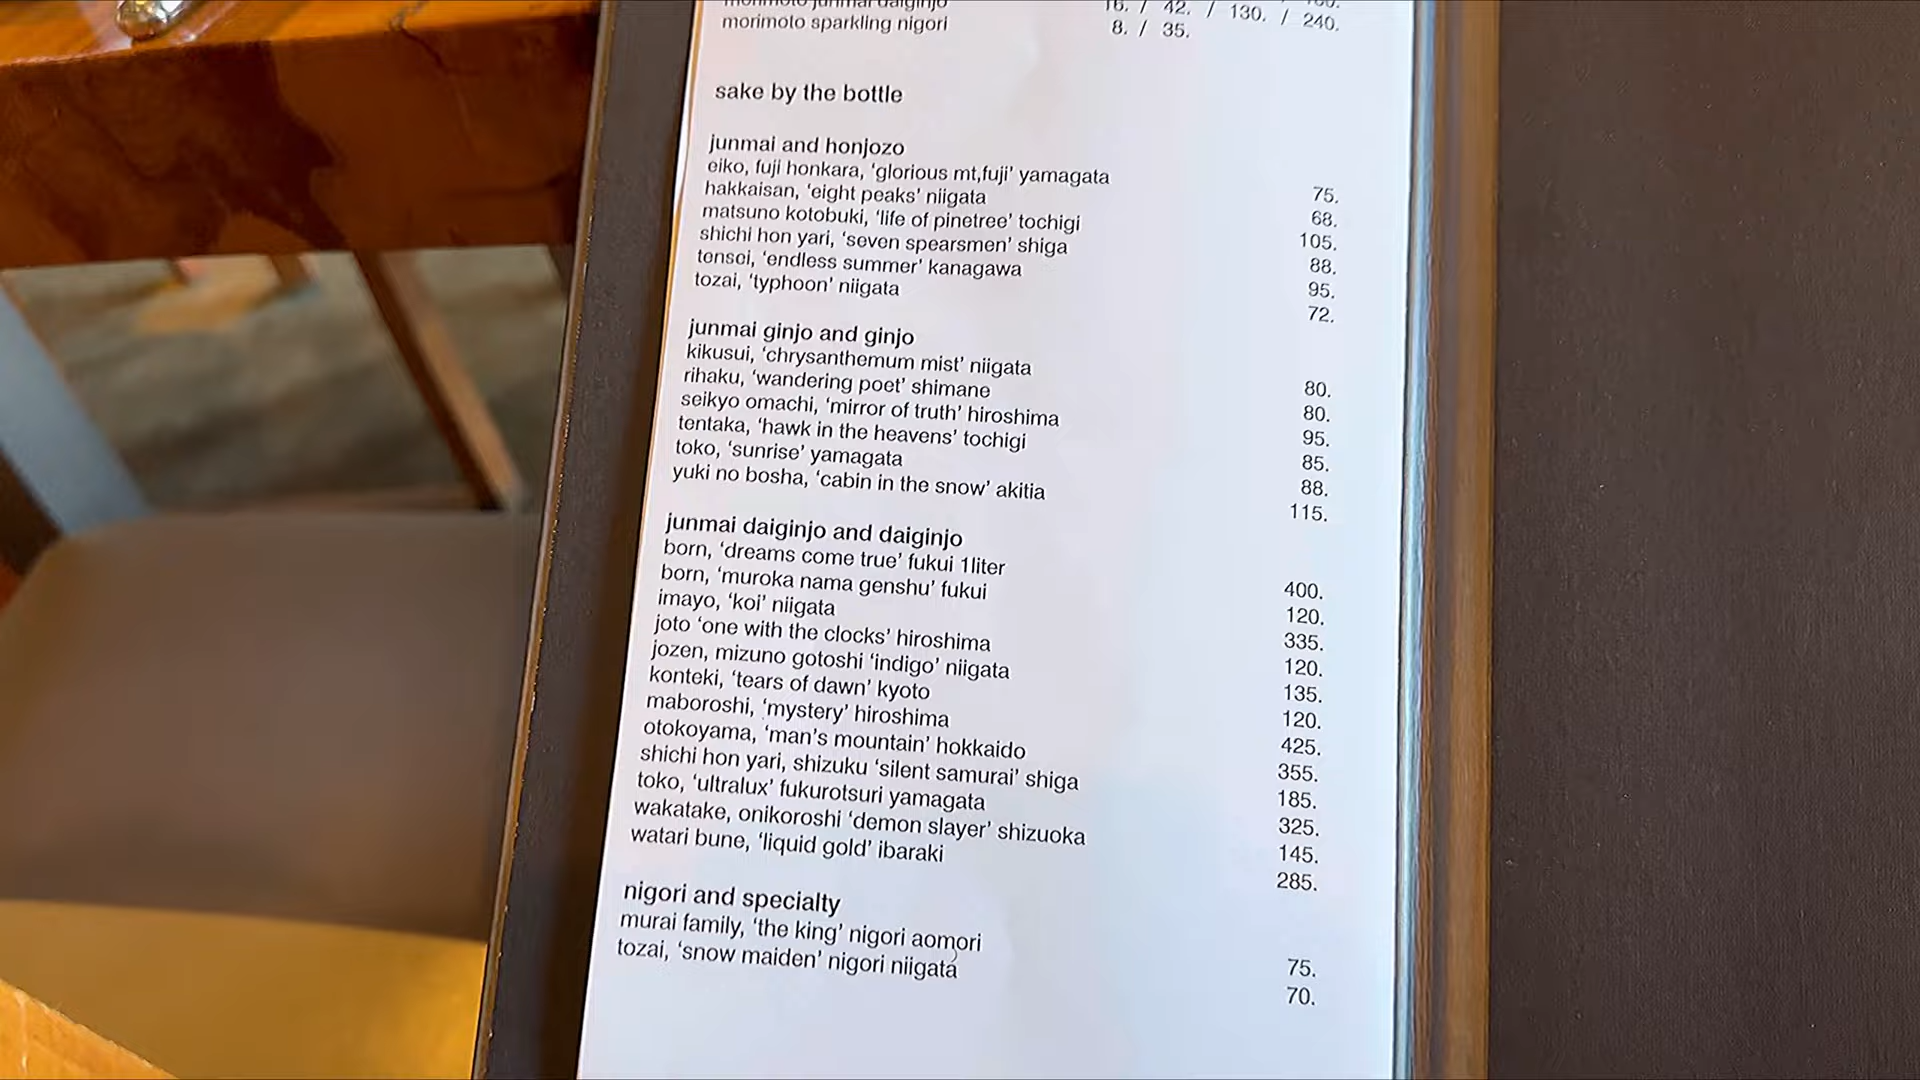 morimoto junmai daiginjo 16. / 42. / 130. / 240.
morimoto sparkling nigori 8. / 35.
sake by the bottle
junmai and honjozo
eiko, fuji honkara, ‘glorious mt,fuji’ yamagata 75.
hakkaisan, ‘eight peaks’ niigata 68.
matsuno kotobuki, ‘life of pinetree’ tochigi 105.
shichi hon yari, ‘seven spearsmen’ shiga 88.
tensei, ‘endless summer’ kanagawa 95.
tozai, ‘typhoon’ niigata 72.
junmai ginjo and ginjo
kikusui, ‘chrysanthemum mist’ niigata 80.
rihaku, ‘wandering poet’ shimane 80.
seikyo omachi, ‘mirror of truth’ hiroshima 95.
tentaka, ‘hawk in the heavens’ tochigi 85.
toko, ‘sunrise’ yamagata 88.
yuki no bosha, ‘cabin in the snow’ akitia 115.
junmai daiginjo and daiginjo
born, ‘dreams come true’ fukui 1liter 400.
born, ‘muroka nama genshu’ fukui 120.
imayo, ‘koi’ niigata 335.
joto ‘one with the clocks’ hiroshima 120.
jozen, mizuno gotoshi ‘indigo’ niigata 135.
konteki, ‘tears of dawn’ kyoto 120.
maboroshi, ‘mystery’ hiroshima 425.
otokoyama, ‘man’s mountain’ hokkaido 355.
shichi hon yari, shizuku ‘silent samurai’ shiga 185.
toko, ‘ultralux’ fukurotsuri yamagata 325.
wakatake, onikoroshi ‘demon slayer’ shizuoka 145.
watari bune, ‘liquid gold’ ibaraki 285.
nigori and specialty
murai family, ‘the king’ nigori aomori 75.
tozai, ‘snow maiden’ nigori niigata 70.